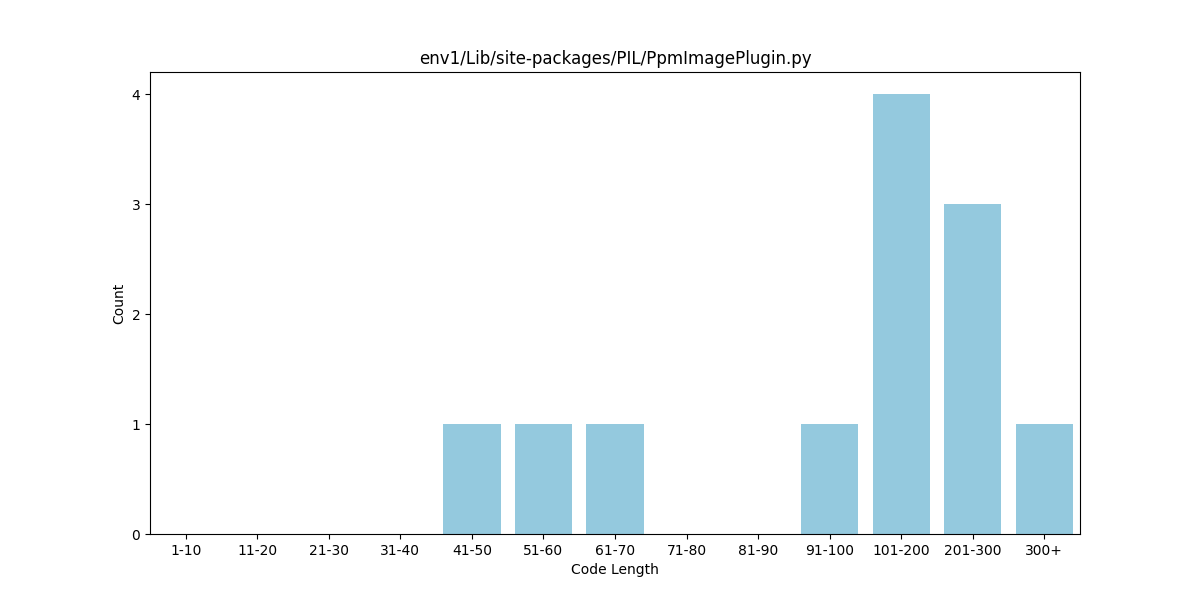 env1/Lib/site-packages/PIL/PpmImagePlugin.py
4
3
2
1
0
Count
1-10 11-20 21-30 31-40 41-50 51-60 61-70 71-80 81-90 91-100 101-200 201-300 300+
Code Length